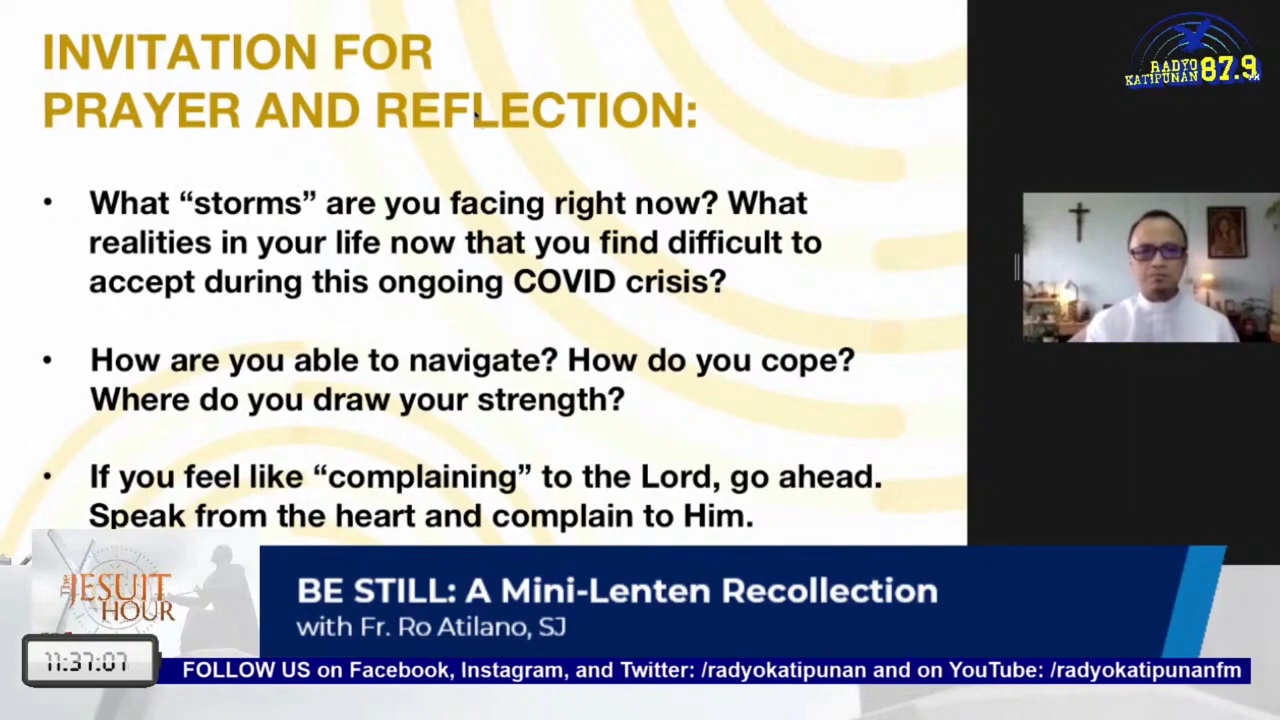 INVITATION FOR
PRAYER AND REFLECTION:
RADYO
KATIPUNAN 87.9
• What “storms” are you facing right now? What
realities in your life now that you find difficult to
accept during this ongoing COVID crisis?
• How are you able to navigate? How do you cope?
Where do you draw your strength?
• If you feel like “complaining” to the Lord, go ahead.
Speak from the heart and complain to Him.
The
JESUIT
HOUR
BE STILL: A Mini-Lenten Recollection
with Fr. Ro Atilano, SJ
11:37:07
FOLLOW US on Facebook, Instagram, and Twitter: /radyokatipunan and on YouTube: /radyokatipunanfm